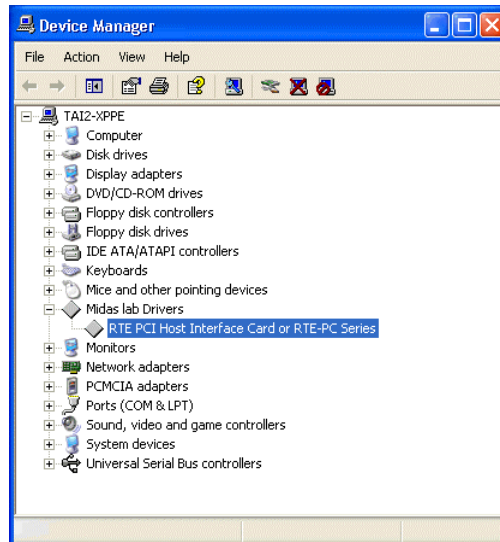 Device Manager
File Action View Help
TAI2-XPPE
Computer
Disk drives
Display adapters
DVD/CD-ROM drives
Floppy disk controllers
Floppy disk drives
IDE ATA/ATAPI controllers
Keyboards
Mice and other pointing devices
Midas lab Drivers
RTE PCI Host Interface Card or RTE-PC Series
Monitors
Network adapters
PCMCIA adapters
Ports (COM & LPT)
Sound, video and game controllers
System devices
Universal Serial Bus controllers